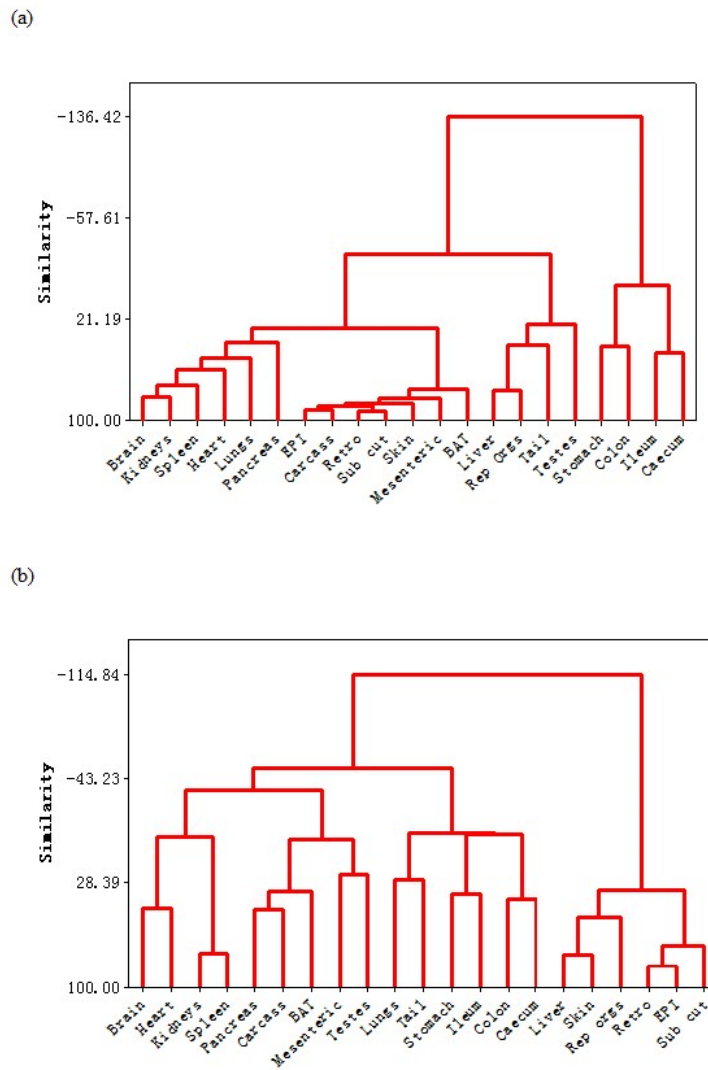 (a)
Similarity
-136.42
-57.61
21.19
100.00
Brain
Kidneys
Spleen
Heart
Lungs
Pancreas
EPI
Carcass
Retro
Sub cut
Skin
Mesenteric
BAT
Liver
Rep Orgs
Tail
Testes
Stomach
Colon
Ileum
Caecum
(b)
Similarity
-114.84
-43.23
28.39
100.00
Brain
Heart
Kidneys
Spleen
Pancreas
Carcass
BAT
Mesenteric
Testes
Lungs
Tail
Stomach
Ileum
Colon
Caecum
Liver
Skin
Rep orgs
Retro
EPI
Sub cut